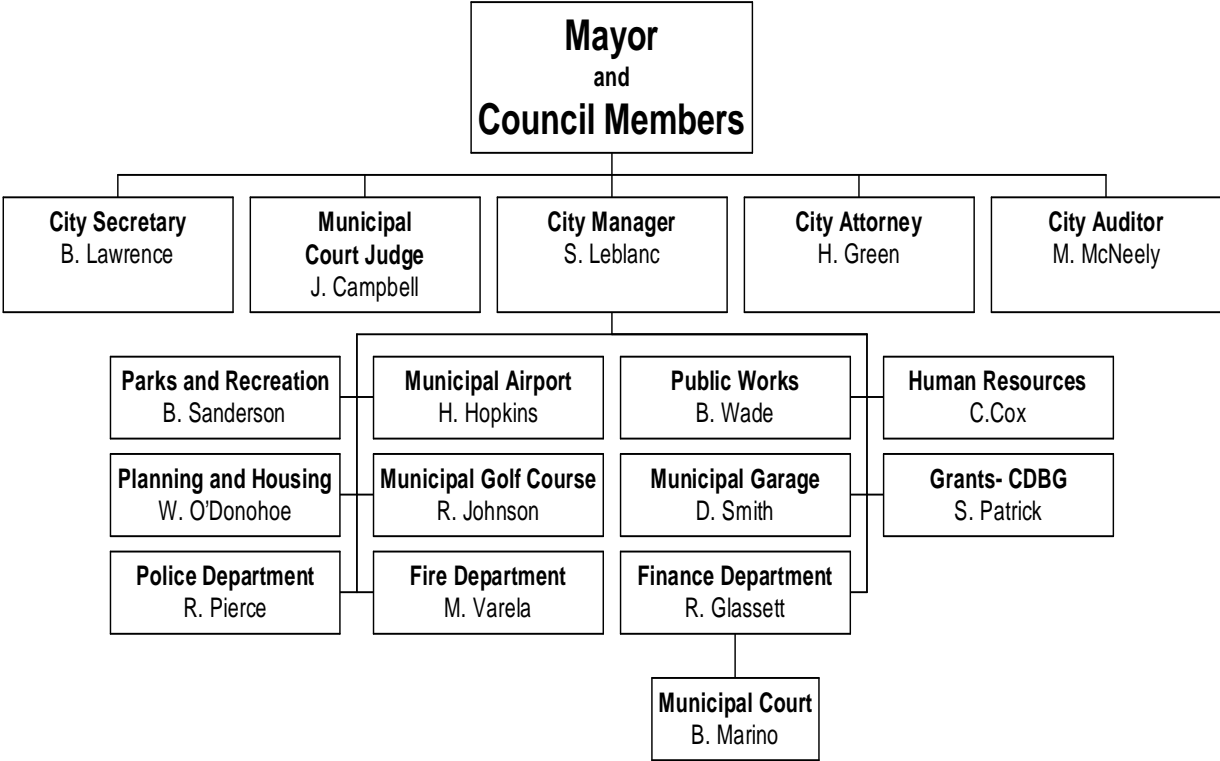 Mayor
and
Council Members
City Secretary
B. Lawrence
Municipal
Court Judge
J. Campbell
City Manager
S. Leblanc
City Attorney
H. Green
City Auditor
M. McNeely
Parks and Recreation
B. Sanderson
Municipal Airport
H. Hopkins
Public Works
B. Wade
Human Resources
C.Cox
Planning and Housing
W. O’Donohoe
Municipal Golf Course
R. Johnson
Municipal Garage
D. Smith
Grants- CDBG
S. Patrick
Police Department
R. Pierce
Fire Department
M. Varela
Finance Department
R. Glassett
Municipal Court
B. Marino